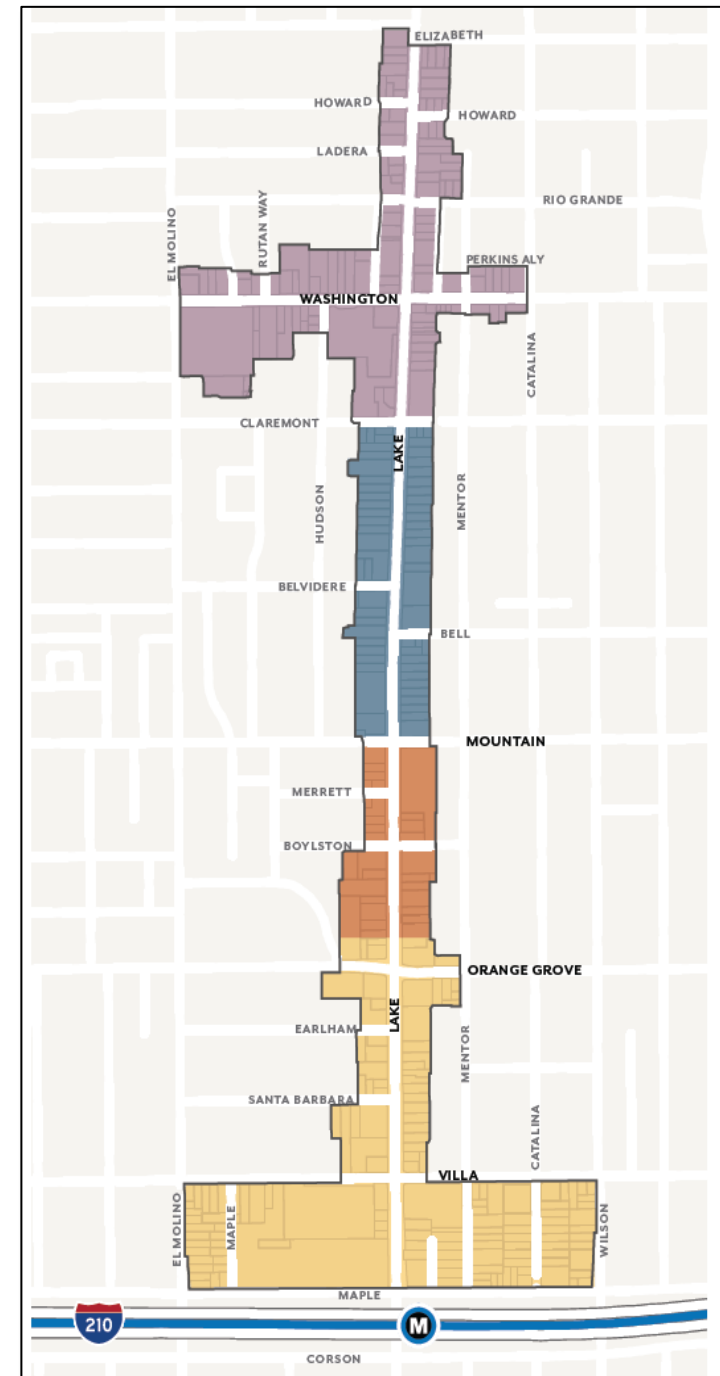 ELIZABETH
HOWARD
HOWARD
LADERA
RIO GRANDE
EL MOLINO
RUTAN WAY
PERKINS ALY
WASHINGTON
CATALINA
CLAREMONT
LAKE
HUDSON
MENTOR
BELVIDERE
BELL
MOUNTAIN
MERRETT
BOYLSTON
ORANGE GROVE
LAKE
EARLHAM
MENTOR
SANTA BARBARA
CATALINA
VILLA
EL MOLINO
MAPLE
WILSON
MAPLE
210
M
CORSON